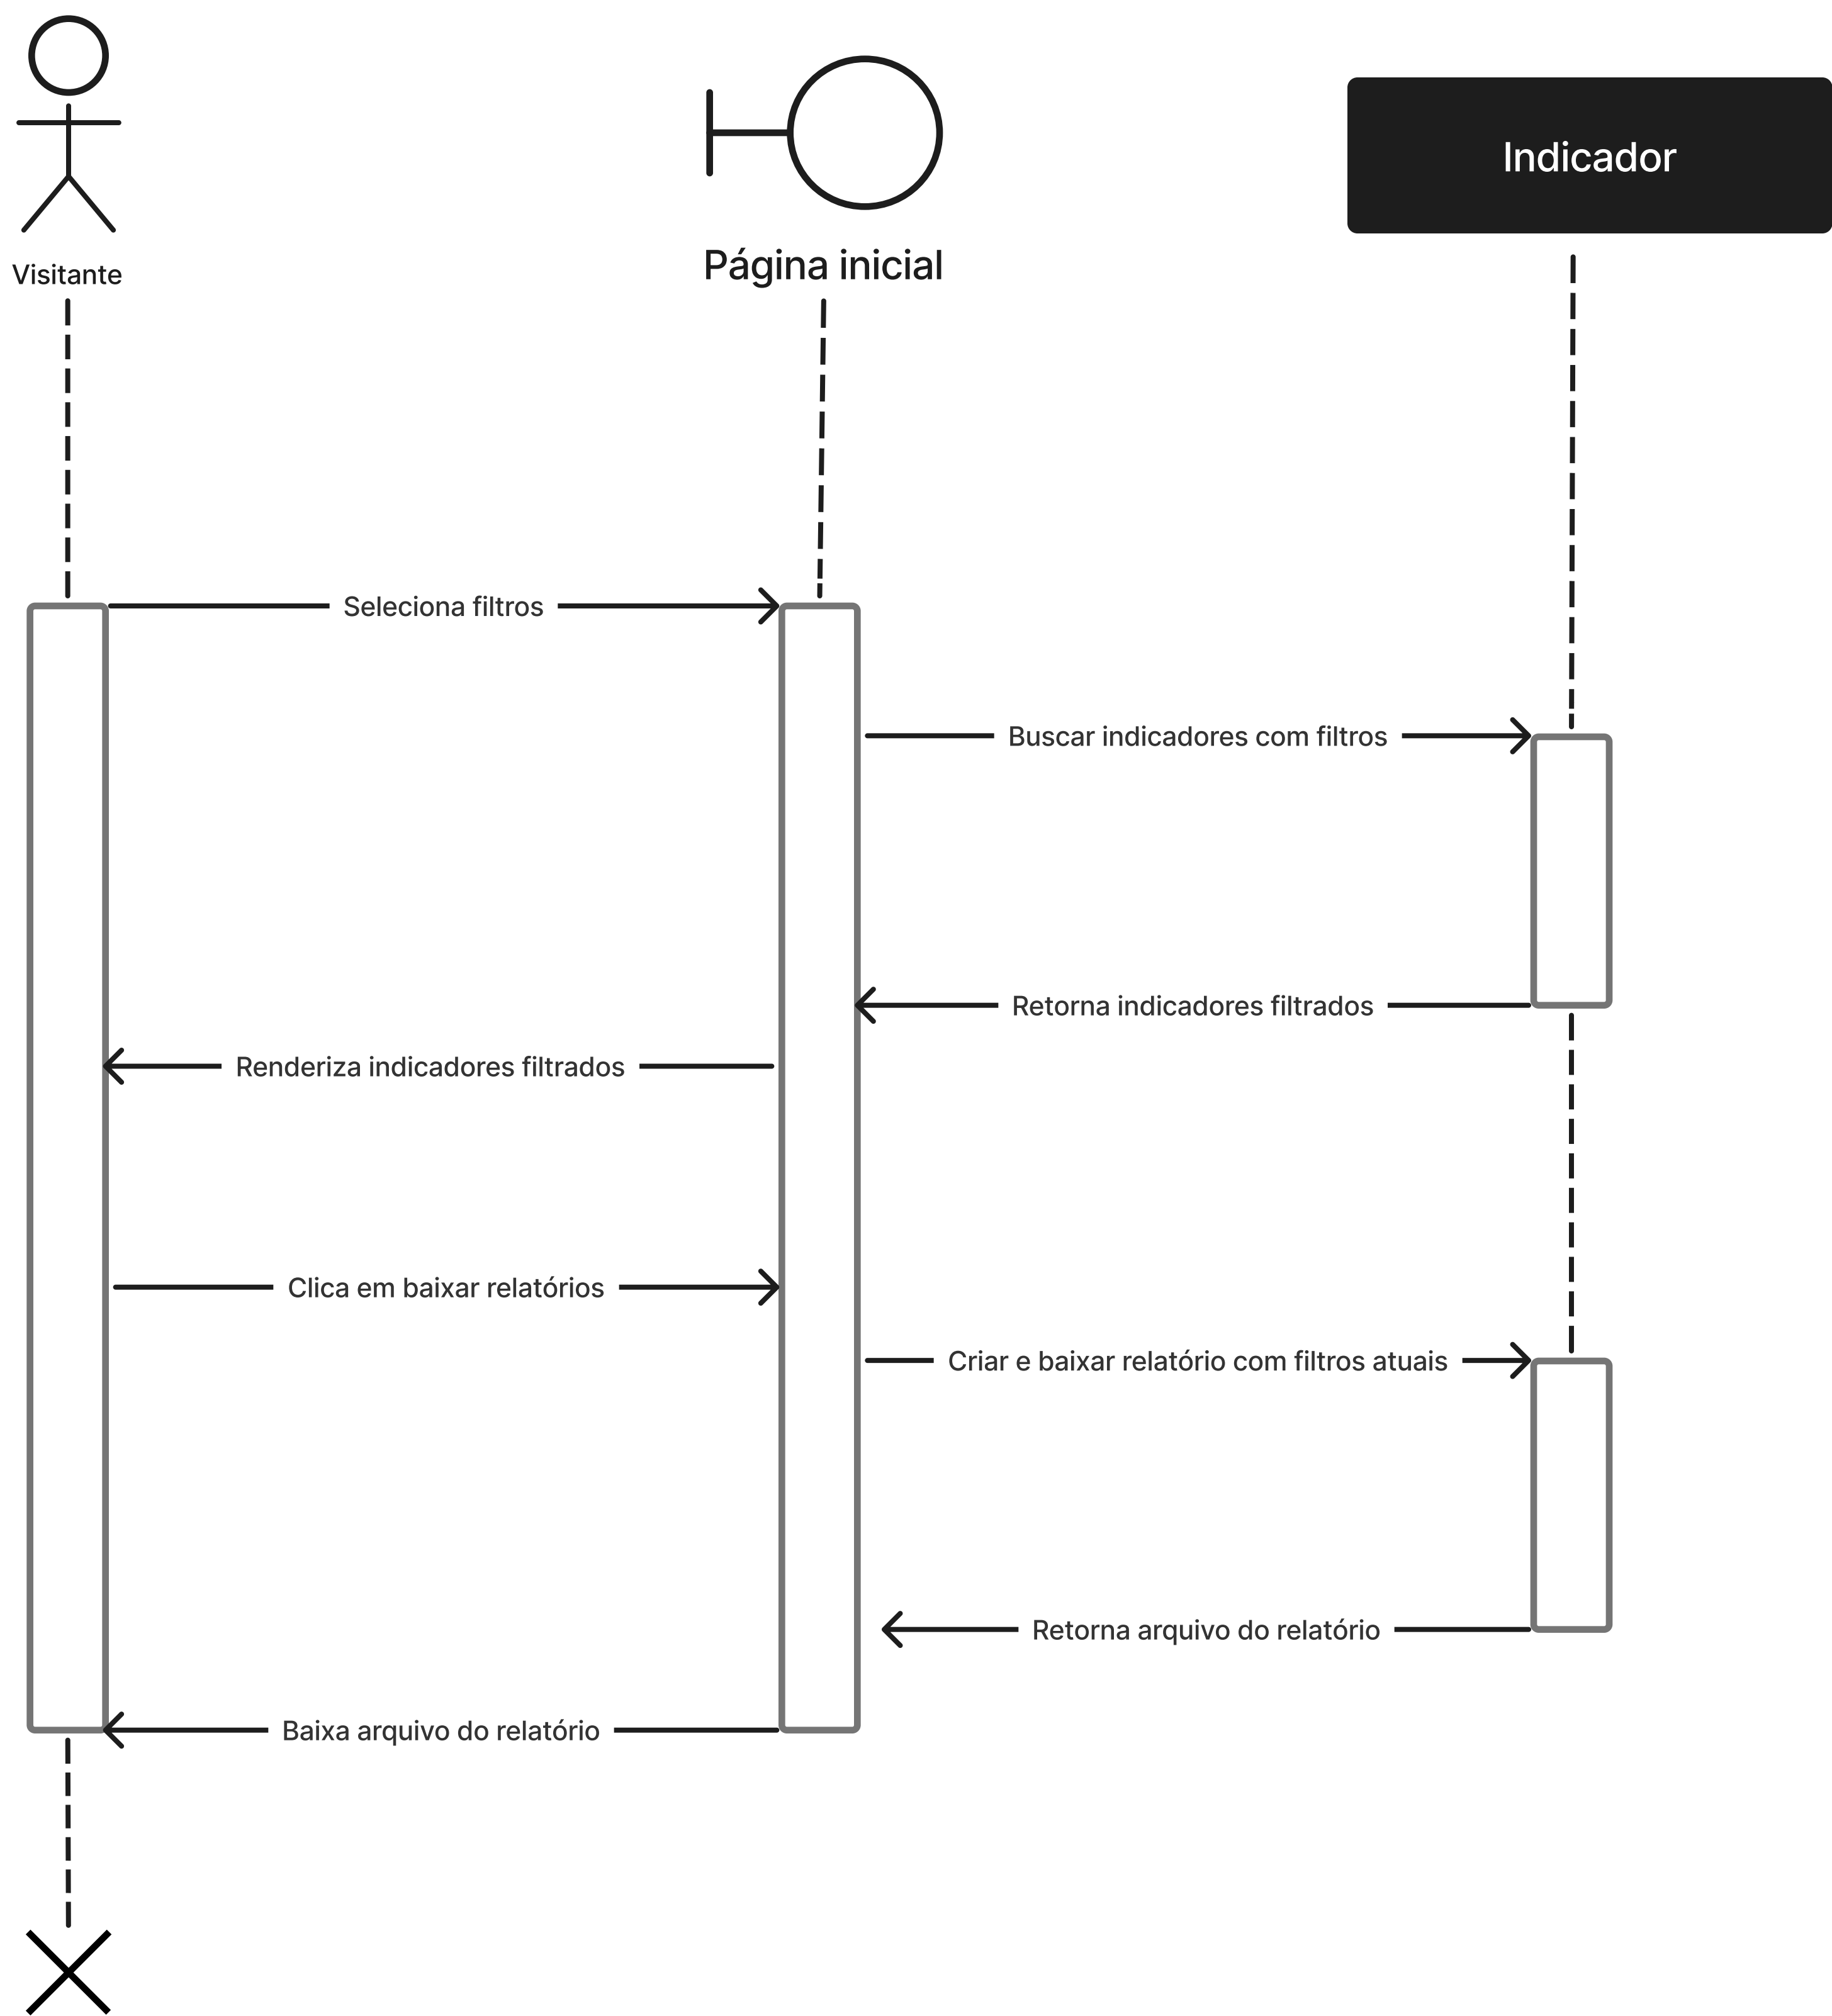 Indicador
Página inicial
Visitante
Seleciona filtros
Buscar indicadores com filtros
Retorna indicadores filtrados
Renderiza indicadores filtrados
Clica em baixar relatórios
Criar e baixar relatório com filtros atuais
Retorna arquivo do relatório
Baixa arquivo do relatório